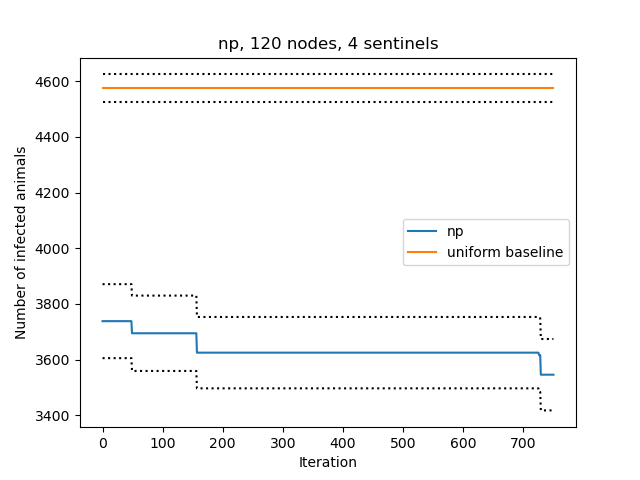 np, 120 nodes, 4 sentinels
Number of infected animals
4600
4400
4200
4000
3800
3600
3400
np
uniform baseline
0 100 200 300 400 500 600 700
Iteration